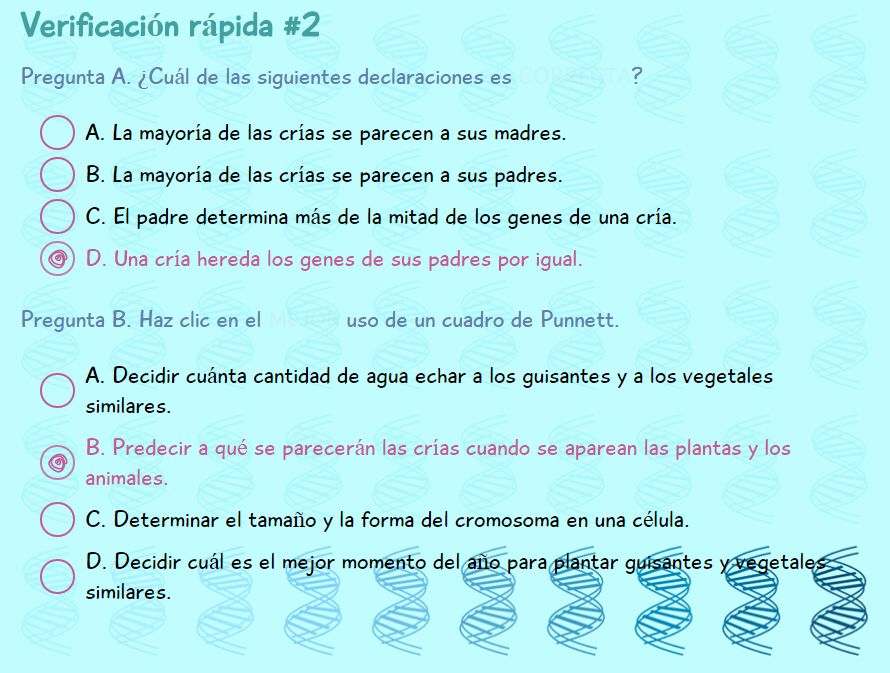 Verificación rápida #2
Pregunta A. ¿Cuál de las siguientes declaraciones es CORRECTA?
A. La mayoría de las crías se parecen a sus madres.
B. La mayoría de las crías se parecen a sus padres.
C. El padre determina más de la mitad de los genes de una cría.
D. Una cría hereda los genes de sus padres por igual.
Pregunta B. Haz clic en el MEJOR uso de un cuadro de Punnett.
A. Decidir cuánta cantidad de agua echar a los guisantes y a los vegetales
similares.
B. Predecir a qué se parecerán las crías cuando se aparean las plantas y los
animales.
C. Determinar el tamaño y la forma del cromosoma en una célula.
D. Decidir cuál es el mejor momento del año para plantar guisantes y vegetales
similares.